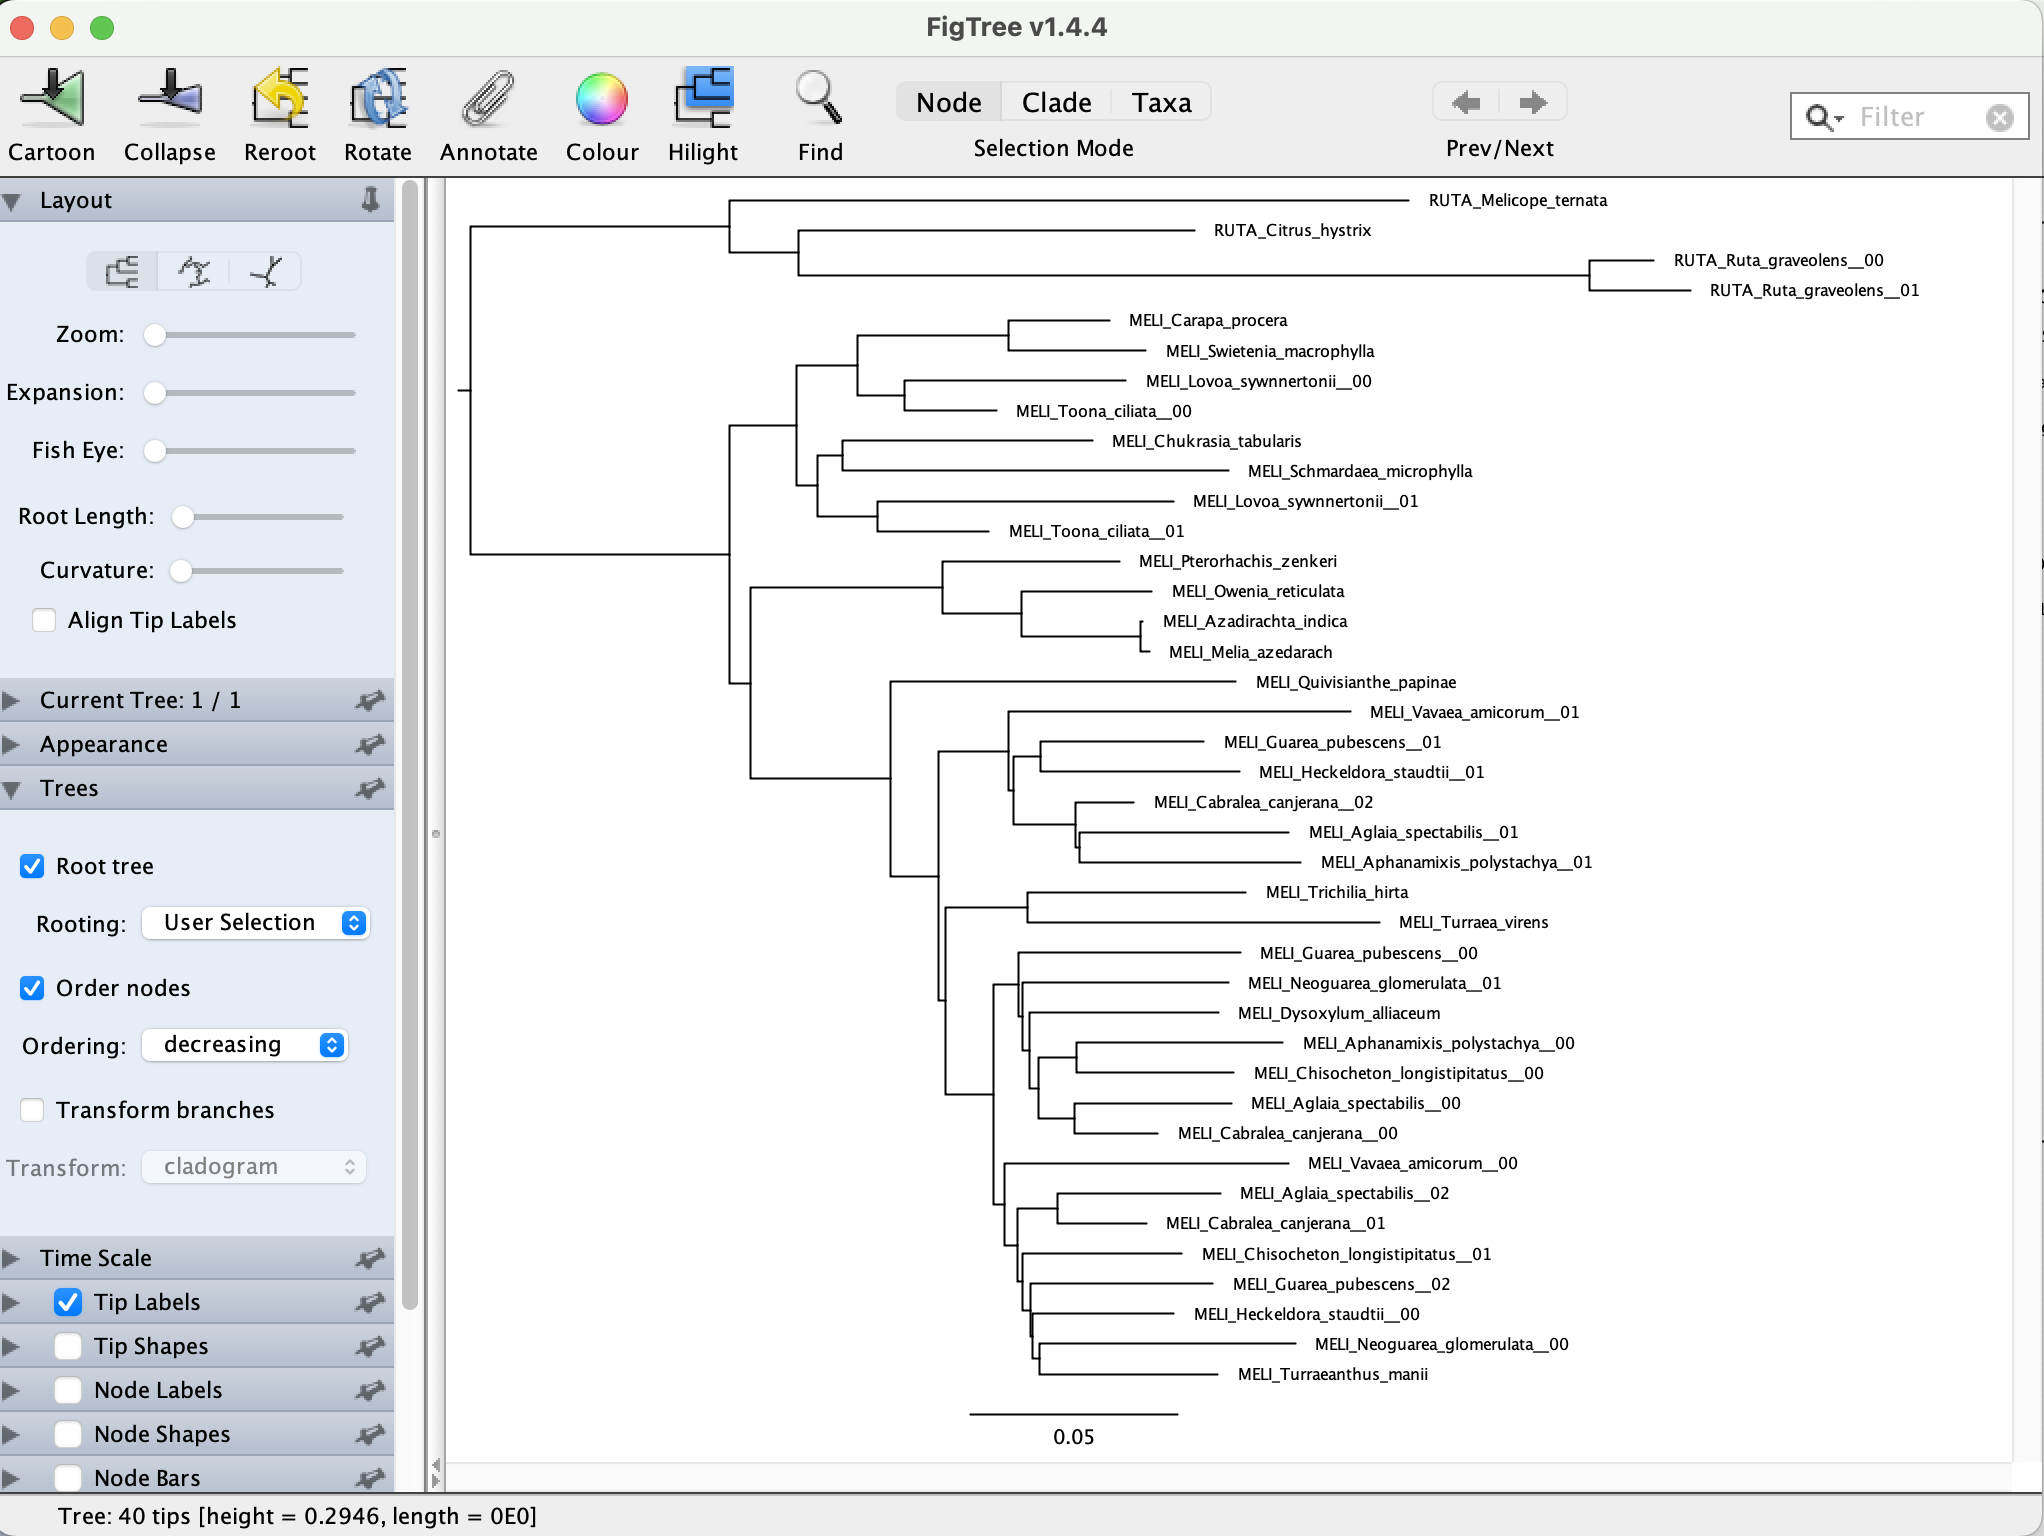 FigTree v1.4.4
Cartoon Collapse Reroot Rotate Annotate Colour Hilight Find
Node Clade Taxa
Selection Mode
Prev/Next
Filter
Layout
Zoom:
Expansion:
Fish Eye:
Root Length:
Curvature:
Align Tip Labels
Current Tree: 1 / 1
Appearance
Trees
Root tree
Rooting: User Selection
Order nodes
Ordering: decreasing
Transform branches
Transform: cladogram
Time Scale
Tip Labels
Tip Shapes
Node Labels
Node Shapes
Node Bars
RUTA_Melicope_ternata
RUTA_Citrus_hystrix
RUTA_Ruta_graveolens__00
RUTA_Ruta_graveolens__01
MELI_Carapa_procera
MELI_Swietenia_macrophylla
MELI_Lovoa_sywnnertonii__00
MELI_Toona_ciliata__00
MELI_Chukrasia_tabularis
MELI_Schmardaea_microphylla
MELI_Lovoa_sywnnertonii__01
MELI_Toona_ciliata__01
MELI_Pterorhachis_zenkeri
MELI_Owenia_reticulata
MELI_Azadirachta_indica
MELI_Melia_azedarach
MELI_Quivisianthe_papinae
MELI_Vavaea_amicorum__01
MELI_Guarea_pubescens__01
MELI_Heckeldora_staudtii__01
MELI_Cabralea_canjerana__02
MELI_Aglaia_spectabilis__01
MELI_Aphanamixis_polystachya__01
MELI_Trichilia_hirta
MELI_Turraea_virens
MELI_Guarea_pubescens__00
MELI_Neoguarea_glomerulata__01
MELI_Dysoxylum_alliaceum
MELI_Aphanamixis_polystachya__00
MELI_Chisocheton_longistipitatus__00
MELI_Aglaia_spectabilis__00
MELI_Cabralea_canjerana__00
MELI_Vavaea_amicorum__00
MELI_Aglaia_spectabilis__02
MELI_Cabralea_canjerana__01
MELI_Chisocheton_longistipitatus__01
MELI_Guarea_pubescens__02
MELI_Heckeldora_staudtii__00
MELI_Neoguarea_glomerulata__00
MELI_Turraeanthus_manii
0.05
Tree: 40 tips [height = 0.2946, length = 0E0]